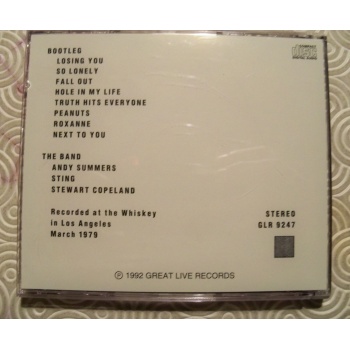 BOOTLEG
LOSING YOU
SO LONELY
FALL OUT
HOLE IN MY LIFE
TRUTH HITS EVERYONE
PEANUTS
ROXANNE
NEXT TO YOU
THE BAND
ANDY SUMMERS
STING
STEWART COPELAND
Recorded at the Whiskey
in Los Angeles
March 1979
STEREO
GLR 9247
℗ 1992 GREAT LIVE RECORDS